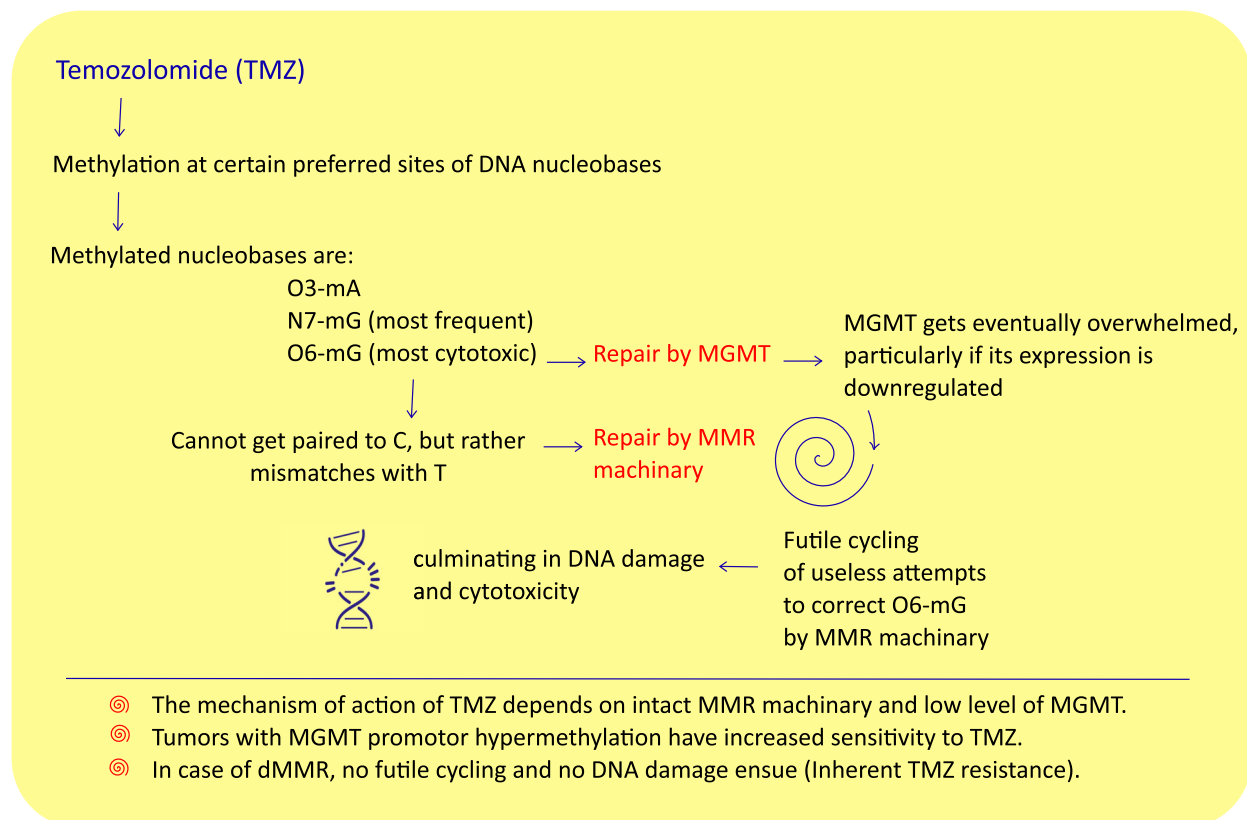 Temozolomide (TMZ)
Methylation at certain preferred sites of DNA nucleobases
Methylated nucleobases are:
O3-mA
N7-mG (most frequent)
O6-mG (most cytotoxic)
Repair by MGMT
MGMT gets eventually overwhelmed,
particularly if its expression is
downregulated
Cannot get paired to C, but rather
mismatches with T
Repair by MMR
machinary
Futile cycling
of useless attempts
to correct O6-mG
by MMR machinary
culminating in DNA damage
and cytotoxicity
The mechanism of action of TMZ depends on intact MMR machinary and low level of MGMT.
Tumors with MGMT promotor hypermethylation have increased sensitivity to TMZ.
In case of dMMR, no futile cycling and no DNA damage ensue (Inherent TMZ resistance).